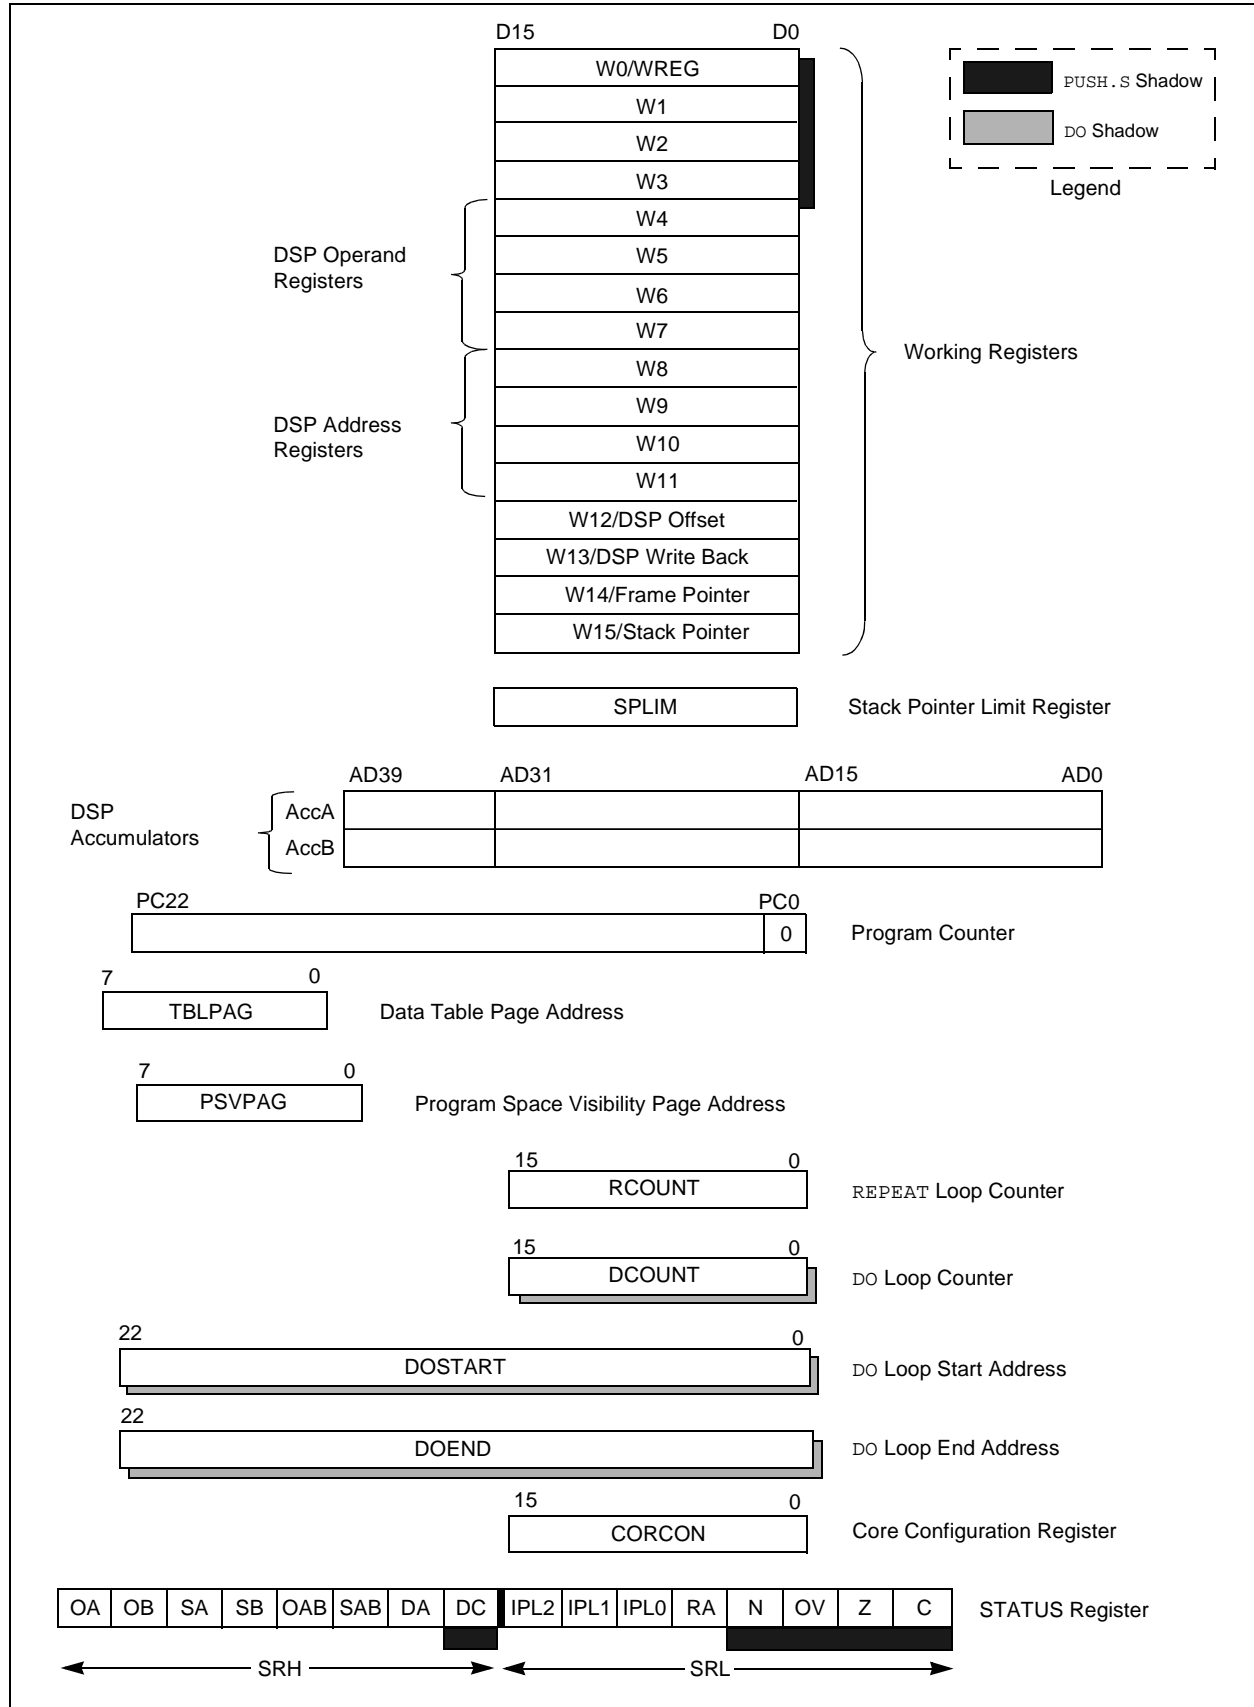 D15 D0
W0/WREG
W1
W2
W3
W4
W5
W6
W7
W8
W9
W10
W11
W12/DSP Offset
W13/DSP Write Back
W14/Frame Pointer
W15/Stack Pointer
PUSH.S Shadow
DO Shadow
Legend
DSP Operand
Registers
DSP Address
Registers
Working Registers
SPLIM Stack Pointer Limit Register
AD39 AD31 AD15 AD0
DSP
Accumulators
AccA
AccB
PC22 PC0
0 Program Counter
7 0
TBLPAG Data Table Page Address
7 0
PSVPAG Program Space Visibility Page Address
15 0
RCOUNT REPEAT Loop Counter
15 0
DCOUNT DO Loop Counter
22 0
DOSTART DO Loop Start Address
22
DOEND DO Loop End Address
15 0
CORCON Core Configuration Register
OA OB SA SB OAB SAB DA DC IPL2 IPL1 IPL0 RA N OV Z C STATUS Register
SRH SRL